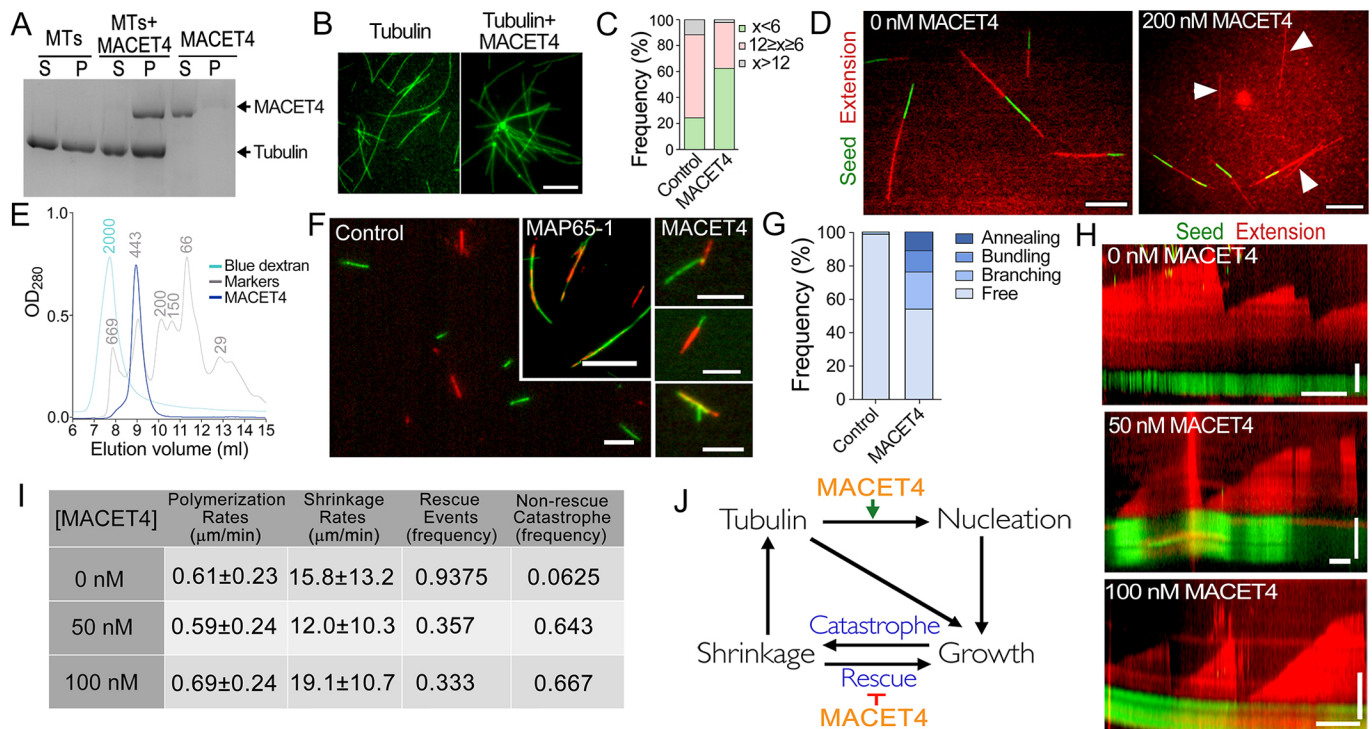 A
MTs
MTs+
MACET4
MACET4
S P S P S P
MACET4
Tubulin
B
Tubulin
Tubulin+
MACET4
C
Frequency (%)
100
80
60
40
20
0
Control
MACET4
x<6
12≥x≥6
x>12
D
Seed Extension
0 nM MACET4
200 nM MACET4
E
OD280
1.0
0.5
0.0
2000
669
443
200
150
66
29
Blue dextran
Markers
MACET4
6 7 8 9 10 11 12 13 14 15
Elution volume (ml)
F
Control
MAP65-1
MACET4
G
Frequency (%)
100
80
60
40
20
0
Control
MACET4
Annealing
Bundling
Branching
Free
H
Seed Extension
0 nM MACET4
50 nM MACET4
100 nM MACET4
I
[MACET4]
Polymerization
Rates
(μm/min)
Shrinkage
Rates
(μm/min)
Rescue
Events
(frequency)
Non-rescue
Catastrophe
(frequency)
0 nM 0.61±0.23 15.8±13.2 0.9375 0.0625
50 nM 0.59±0.24 12.0±10.3 0.357 0.643
100 nM 0.69±0.24 19.1±10.7 0.333 0.667
J
MACET4
Tubulin Nucleation
Catastrophe
Shrinkage Growth
Rescue
MACET4